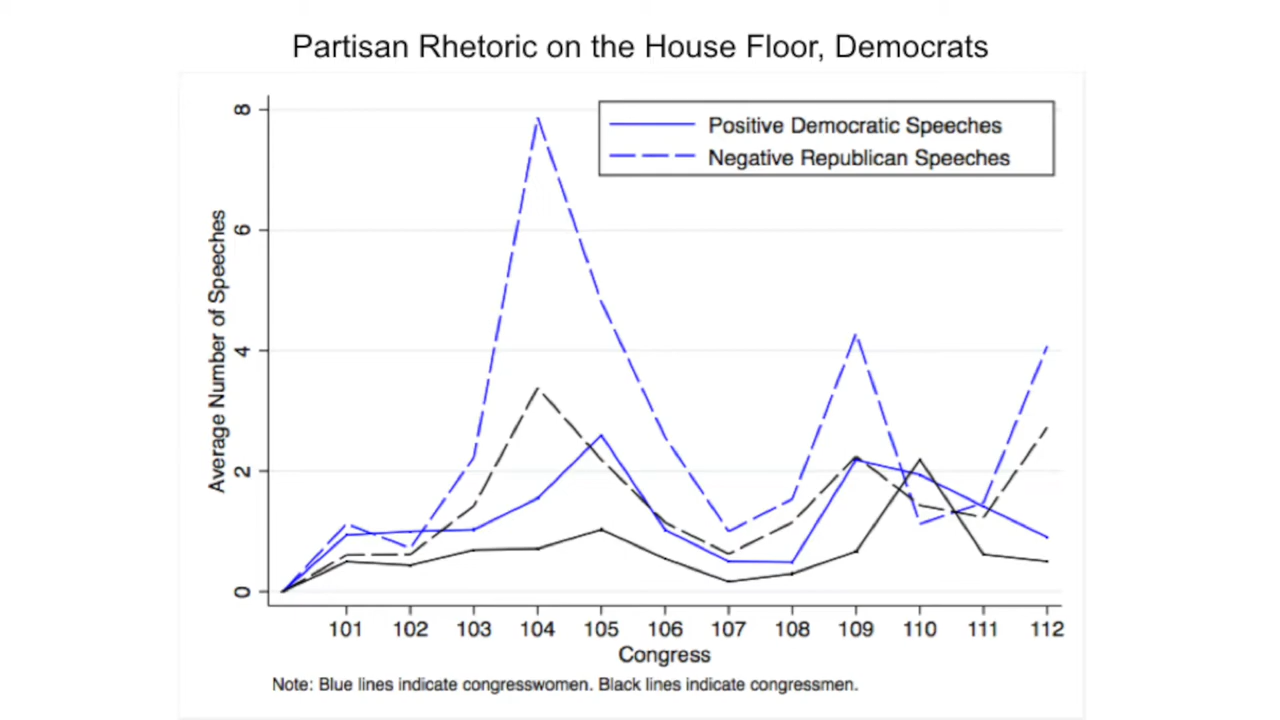 Partisan Rhetoric on the House Floor, Democrats
Positive Democratic Speeches
Negative Republican Speeches
Average Number of Speeches
8
6
4
2
0
101 102 103 104 105 106 107 108 109 110 111 112
Congress
Note: Blue lines indicate congresswomen. Black lines indicate congressmen.